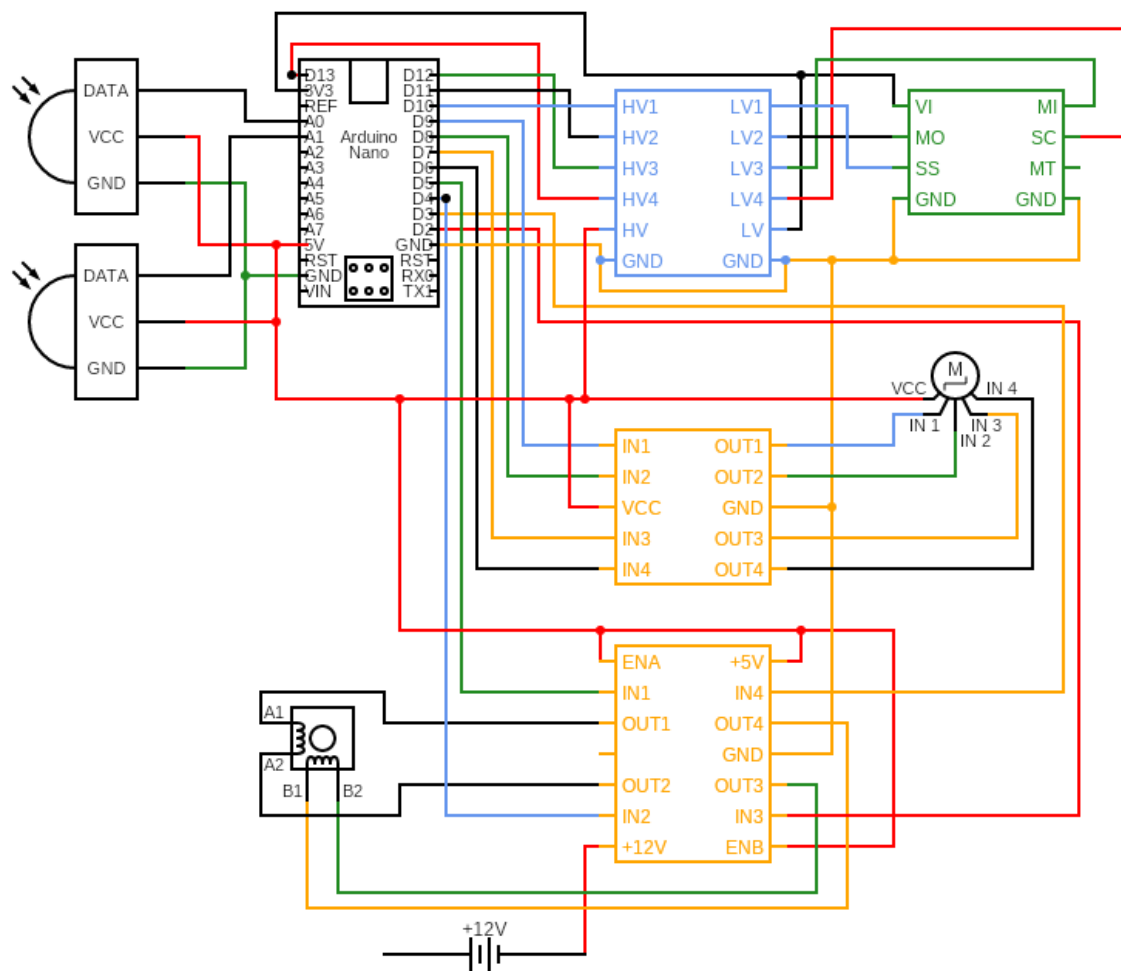 DATA
VCC
GND
DATA
VCC
GND
D13
3V3
REF
A0
A1
A2
A3
A4
A5
A6
A7
5V
RST
GND
VIN
Arduino
Nano
D12
D11
D10
D9
D8
D7
D6
D5
D4
D3
D2
GND
RST
RX0
TX1
HV1 LV1
HV2 LV2
HV3 LV3
HV4 LV4
HV LV
GND GND
VI MI
MO SC
SS MT
GND GND
M
VCC IN 4
IN 1 IN 3
IN 2
IN1 OUT1
IN2 OUT2
VCC GND
IN3 OUT3
IN4 OUT4
ENA +5V
IN1 IN4
OUT1 OUT4
GND
OUT2 OUT3
IN2 IN3
+12V ENB
A1
A2
B1 B2
+12V